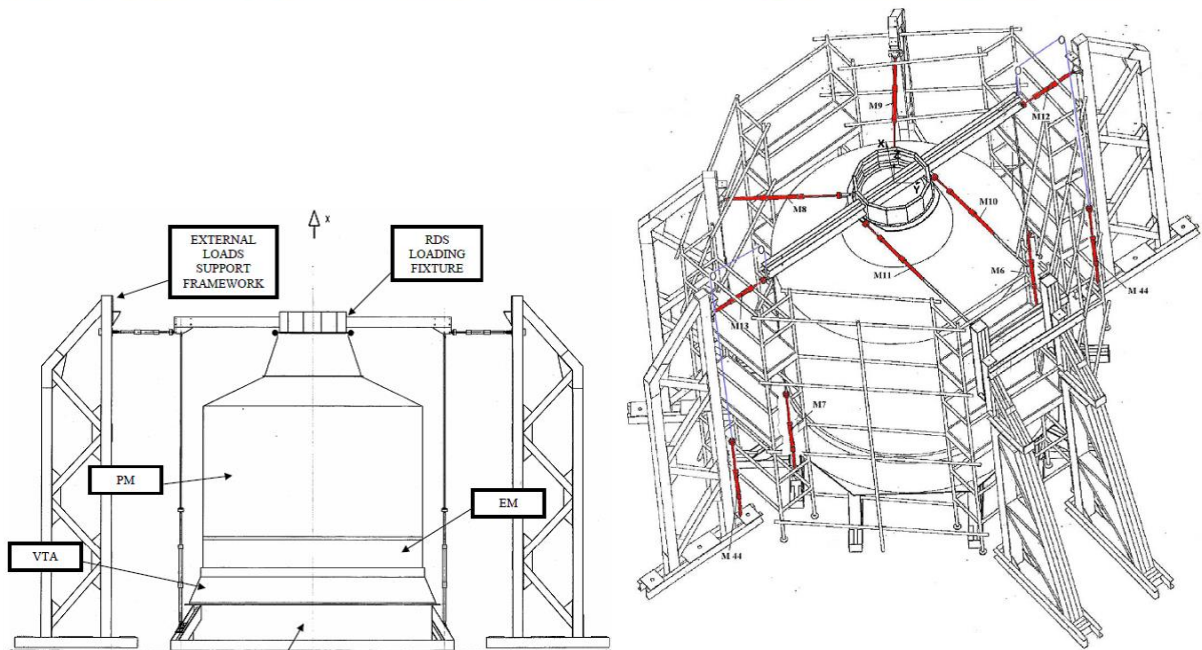 x
EXTERNAL
LOADS
SUPPORT
FRAMEWORK
RDS
LOADING
FIXTURE
PM
EM
VTA
M9
M12
X
Z
Y
M8
M10
M11
M6
M 44
M13
M7
M 44